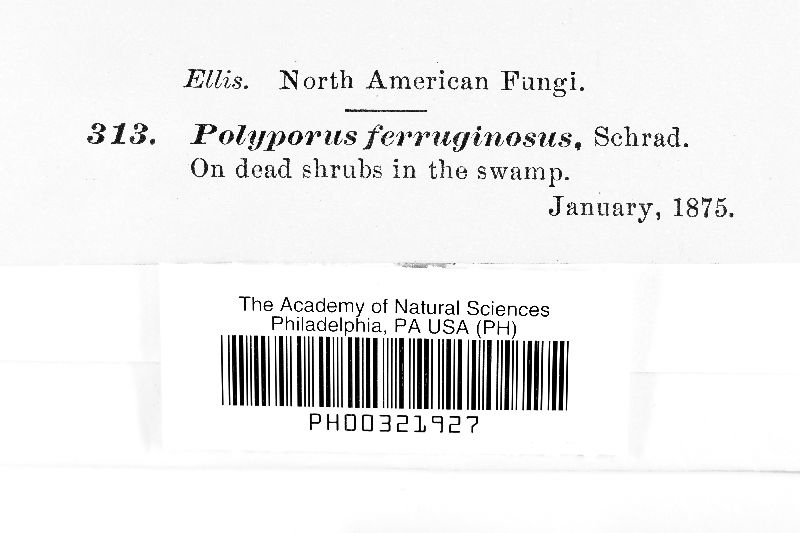 Ellis. North American Fungi.
313. Polyporus ferruginosus, Schrad.
On dead shrubs in the swamp.
January, 1875.
The Academy of Natural Sciences
Philadelphia, PA USA (PH)
PH00321927